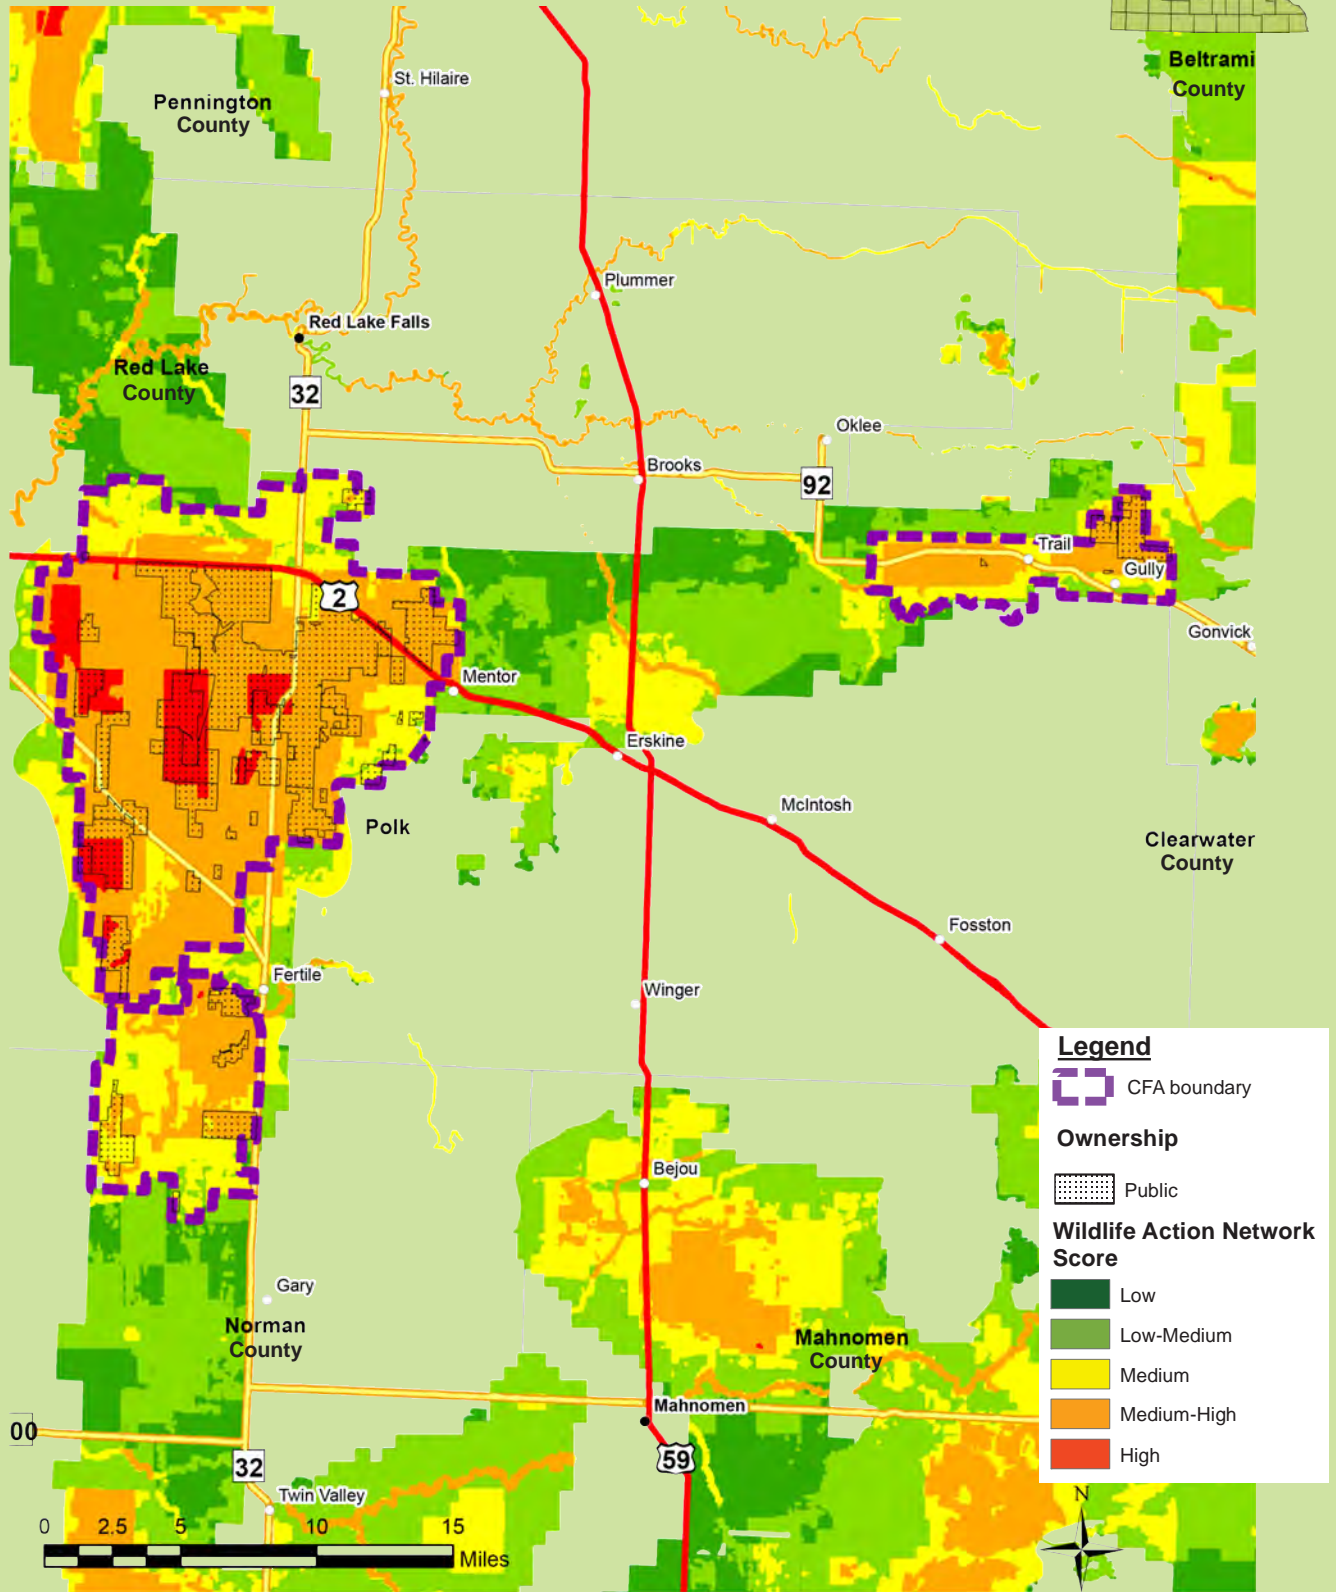 Beltrami
County
St. Hilaire
Pennington
County
Plummer
Red Lake Falls
Red Lake
County
32
Oklee
Brooks
92
Trail
Gully
2
Gonvick
Mentor
Erskine
McIntosh
Polk
Clearwater
County
Fosston
Fertile
Winger
Legend
CFA boundary
Ownership
Public
Wildlife Action Network
Score
Low
Low-Medium
Medium
Medium-High
High
Bejou
Gary
Norman
County
Mahnomen
County
Mahnomen
00
59
32
Twin Valley
N
0 2.5 5 10 15
Miles